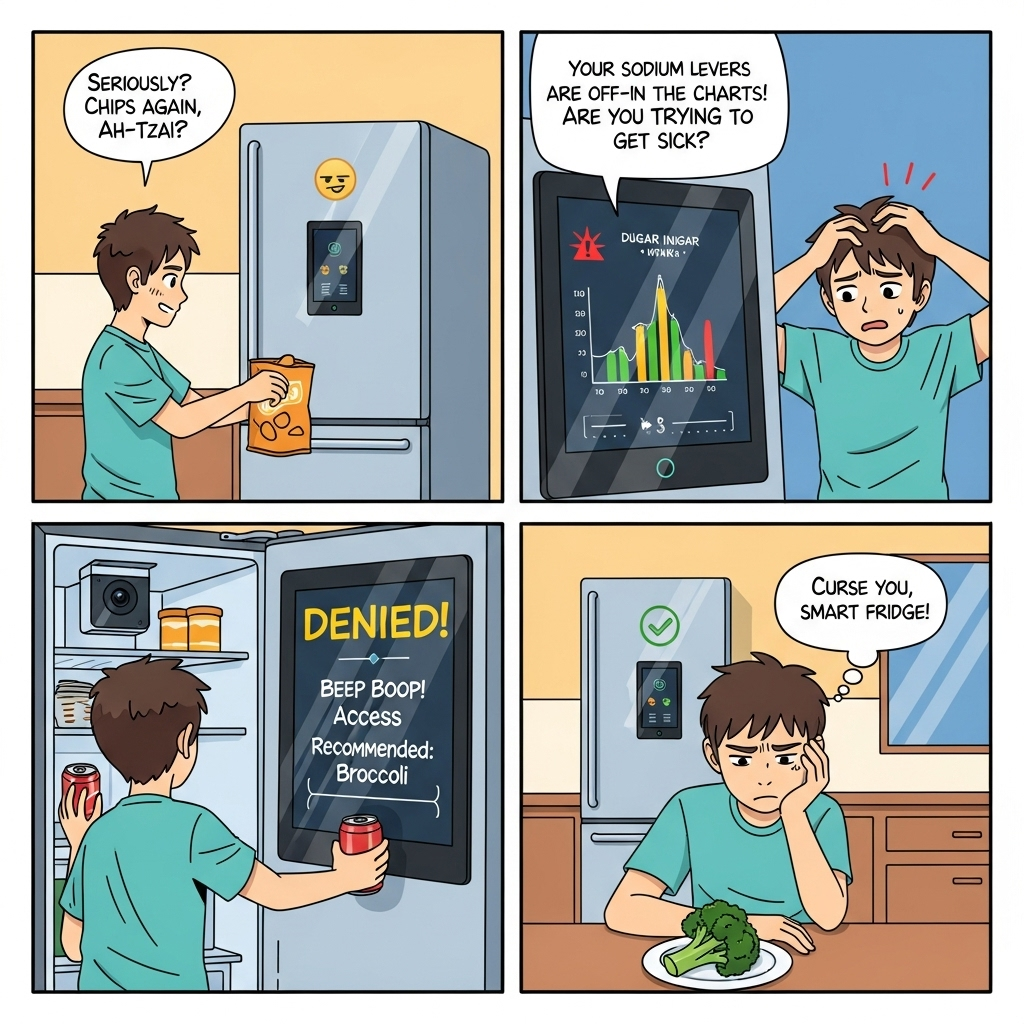 SERIOUSLY?
CHIPS AGAIN,
AH-TZAI?
YOUR SODIUM LEVERS
ARE OFF-IN THE CHARTS!
ARE YOU TRYING TO
GET SICK?
DUGAR INIGAR
DENIED!
BEEP BOOP!
Access
Recommended:
Broccoli
CURSE YOU,
SMART FRIDGE!